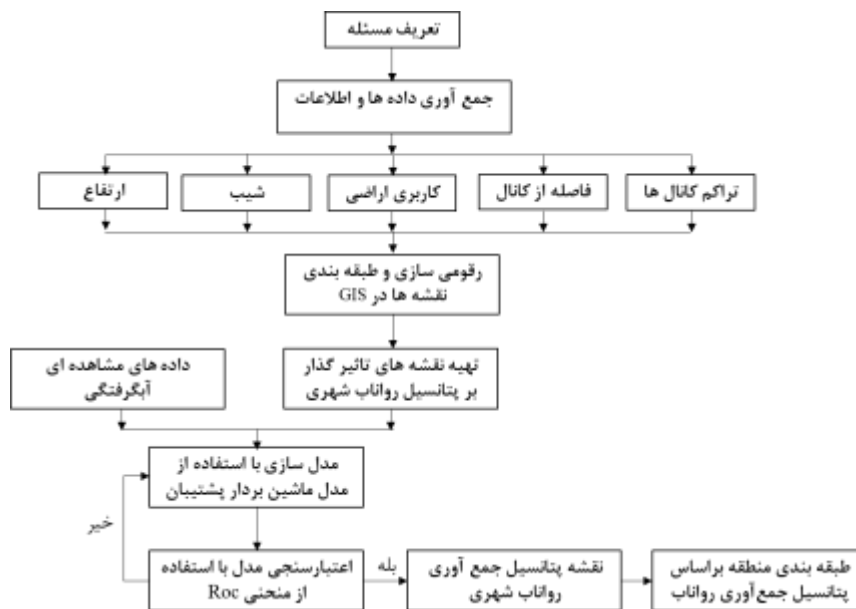 تعریف مسئله
جمع آوری داده ها و اطلاعات
تراکم کانال ها
فاصله از کانال
کاربری اراضی
شیب
ارتفاع
رقومی سازی و طبقه بندی
نقشه ها در GIS
تهیه نقشه های تاثیر گذار
بر پتانسیل رواناب شهری
داده های مشاهده ای
آبگرفتگی
مدل سازی با استفاده از
مدل ماشین بردار پشتیبان
خیر
اعتبارسنجی مدل با استفاده
از منحنی Roc
بله
نقشه پتانسیل جمع آوری
رواناب شهری
طبقه بندی منطقه براساس
پتانسیل جمع‌آوری رواناب